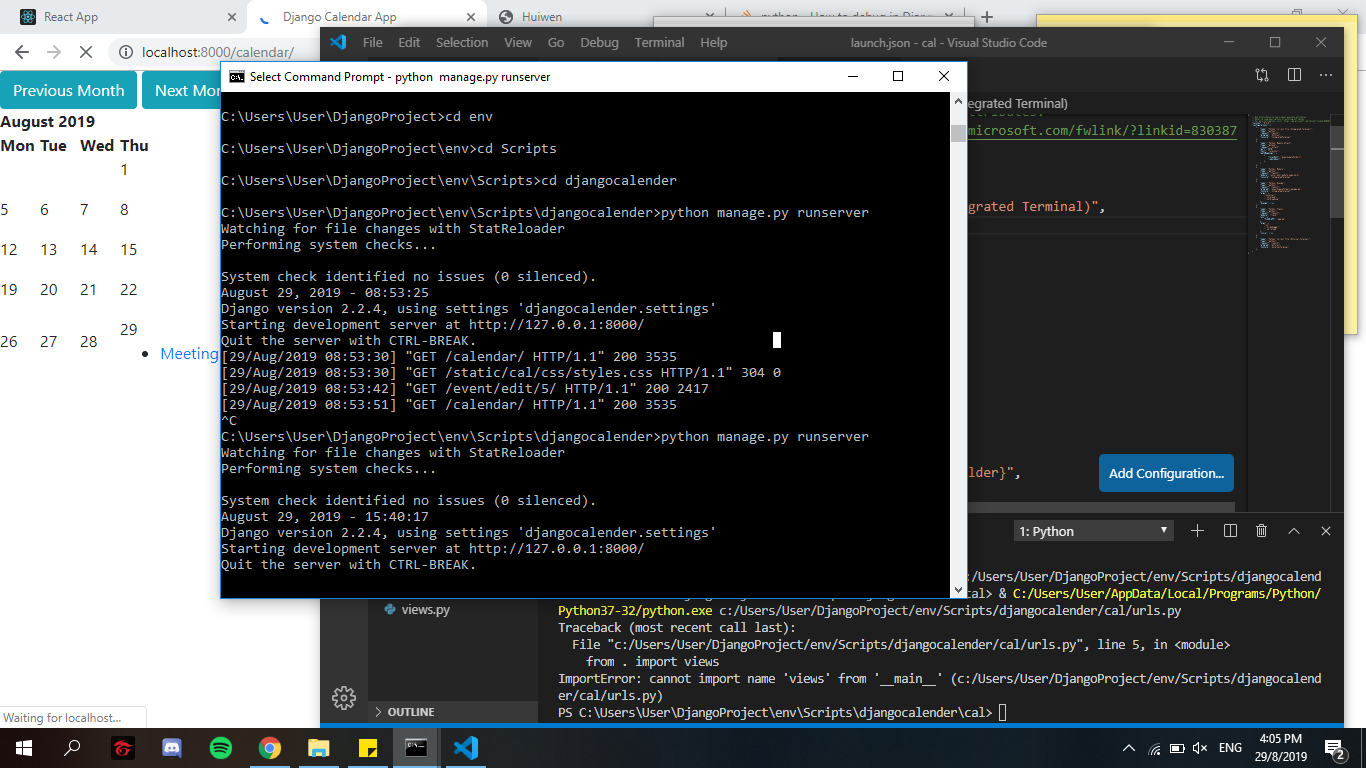 React App
Django Calendar App
Huiwen
python - How to debug in Djan
localhost:8000/calendar/
Previous Month
Next Mon
August 2019
Mon Tue Wed Thu
1
5 6 7 8
12 13 14 15
19 20 21 22
26 27 28 29
Meeting
Waiting for localhost...
File Edit Selection View Go Debug Terminal Help
launch.json - cal - Visual Studio Code
egrated Terminal)
microsoft.com/fwlink/?linkid=830387
grated Terminal)",
lder}",
Add Configuration...
Select Command Prompt - python manage.py runserver
C:\Users\User\DjangoProject>cd env
C:\Users\User\DjangoProject\env>cd Scripts
C:\Users\User\DjangoProject\env\Scripts>cd djangocalender
C:\Users\User\DjangoProject\env\Scripts\djangocalender>python manage.py runserver
Watching for file changes with StatReloader
Performing system checks...
System check identified no issues (0 silenced).
August 29, 2019 - 08:53:25
Django version 2.2.4, using settings 'djangocalender.settings'
Starting development server at http://127.0.0.1:8000/
Quit the server with CTRL-BREAK.
[29/Aug/2019 08:53:30] "GET /calendar/ HTTP/1.1" 200 3535
[29/Aug/2019 08:53:30] "GET /static/cal/css/styles.css HTTP/1.1" 304 0
[29/Aug/2019 08:53:42] "GET /event/edit/5/ HTTP/1.1" 200 2417
[29/Aug/2019 08:53:51] "GET /calendar/ HTTP/1.1" 200 3535
^C
C:\Users\User\DjangoProject\env\Scripts\djangocalender>python manage.py runserver
Watching for file changes with StatReloader
Performing system checks...
System check identified no issues (0 silenced).
August 29, 2019 - 15:40:17
Django version 2.2.4, using settings 'djangocalender.settings'
Starting development server at http://127.0.0.1:8000/
Quit the server with CTRL-BREAK.
1: Python
views.py
OUTLINE
:/Users/User/DjangoProject/env/Scripts/djangocalend
cal> & C:/Users/User/AppData/Local/Programs/Python/
Python37-32/python.exe c:/Users/User/DjangoProject/env/Scripts/djangocalender/cal/urls.py
Traceback (most recent call last):
File "c:/Users/User/DjangoProject/env/Scripts/djangocalender/cal/urls.py", line 5, in <module>
from . import views
ImportError: cannot import name 'views' from '__main__' (c:/Users/User/DjangoProject/env/Scripts/djangocalend
er/cal/urls.py)
PS C:\Users\User\DjangoProject\env\Scripts\djangocalender\cal>
ENG
4:05 PM
29/8/2019
2